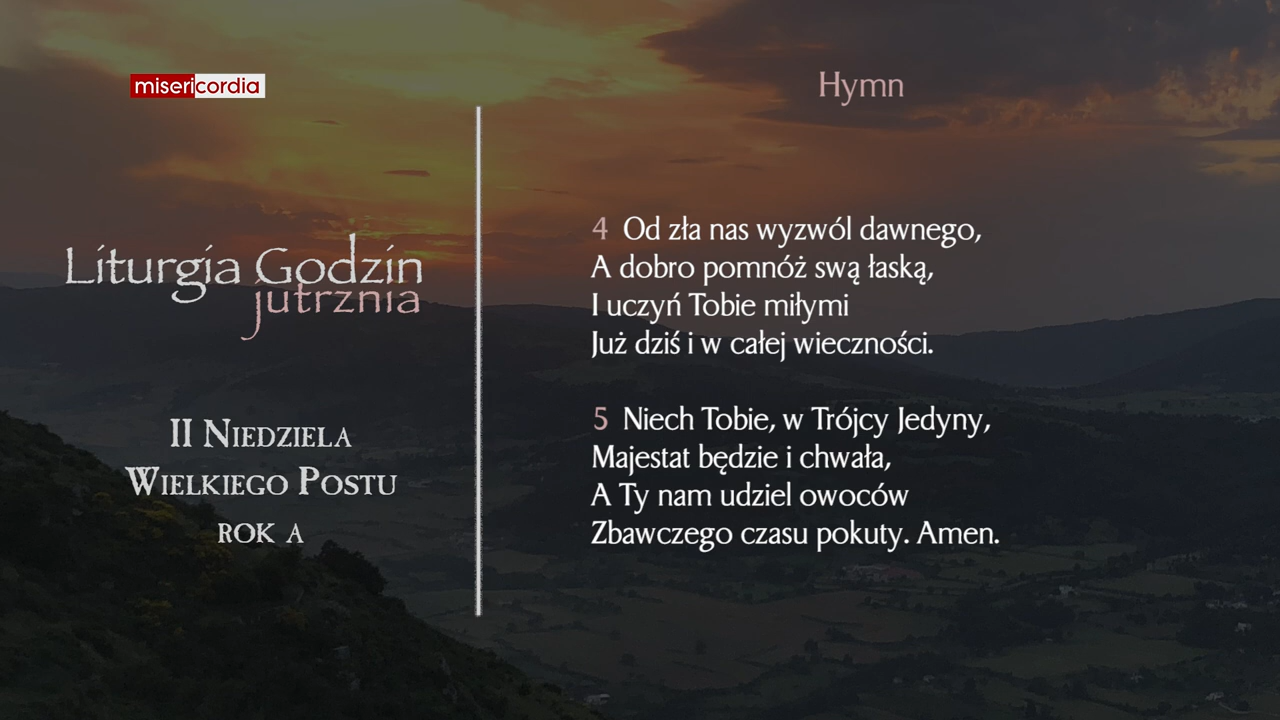 misericordia
Liturgia Godzin
jutrznia
II Niedziela
Wielkiego Postu
rok a
Hymn
4 Od zła nas wyzwól dawnego,
A dobro pomnóż swą łaską,
I uczyń Tobie miłymi
Już dziś i w całej wieczności.
5 Niech Tobie, w Trójcy Jedyny,
Majestat będzie i chwała,
A Ty nam udziel owoców
Zbawczego czasu pokuty. Amen.